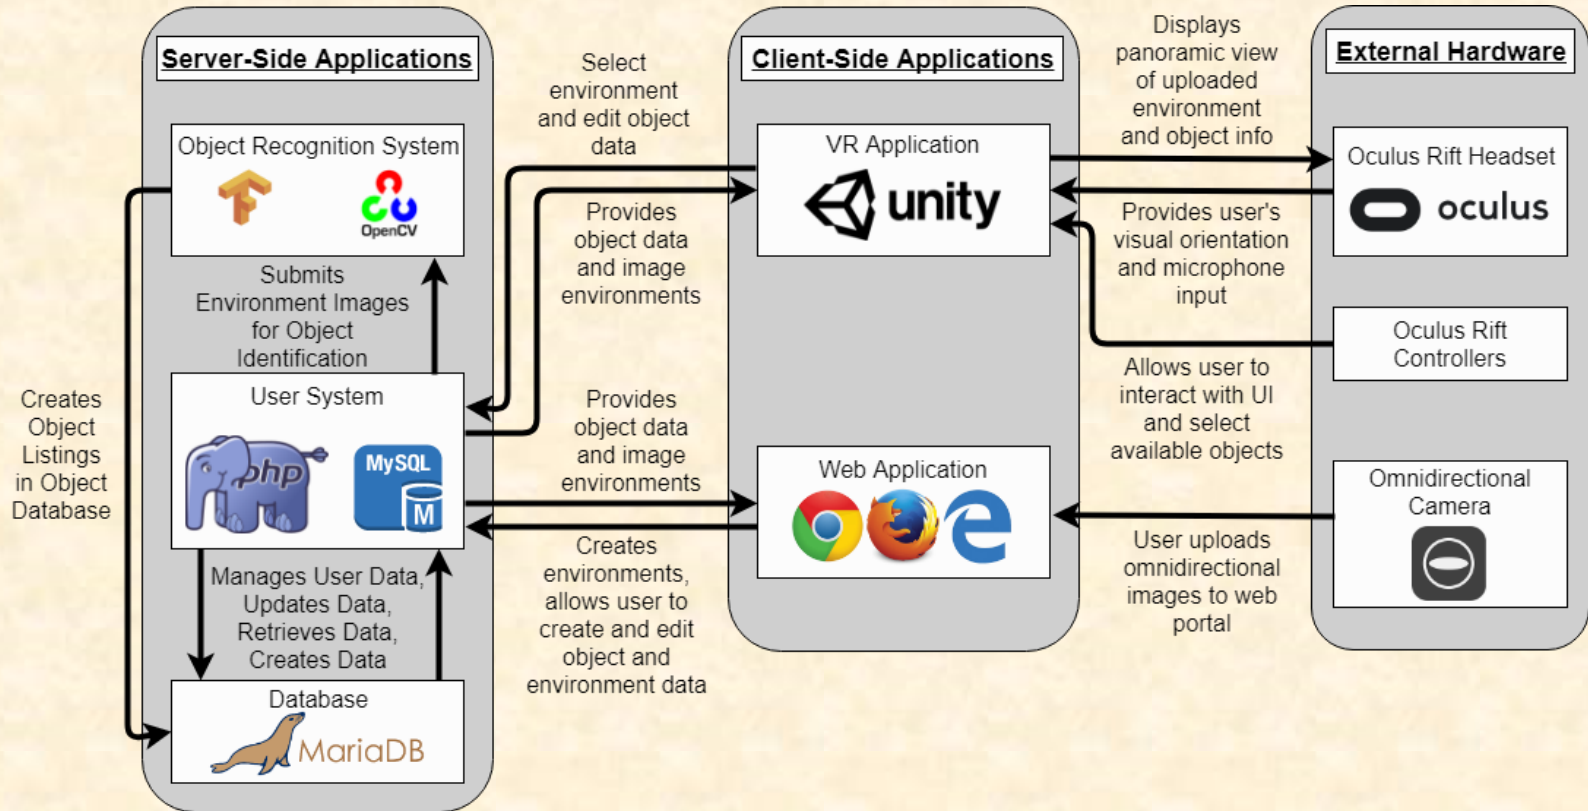 Server-Side Applications
Object Recognition System
OpenCV
Submits
Environment Images
for Object
Identification
User System
php
MySQL
M
Manages User Data,
Updates Data,
Retrieves Data,
Creates Data
Database
MariaDB
Creates
Object
Listings
in Object
Database
Select
environment
and edit object
data
Provides
object data
and image
environments
Provides
object data
and image
environments
Creates
environments,
allows user to
create and edit
object and
environment data
Client-Side Applications
VR Application
unity
Web Application
Displays
panoramic view
of uploaded
environment
and object info
Provides user's
visual orientation
and microphone
input
Allows user to
interact with UI
and select
available objects
User uploads
omnidirectional
images to web
portal
External Hardware
Oculus Rift Headset
oculus
Oculus Rift
Controllers
Omnidirectional
Camera